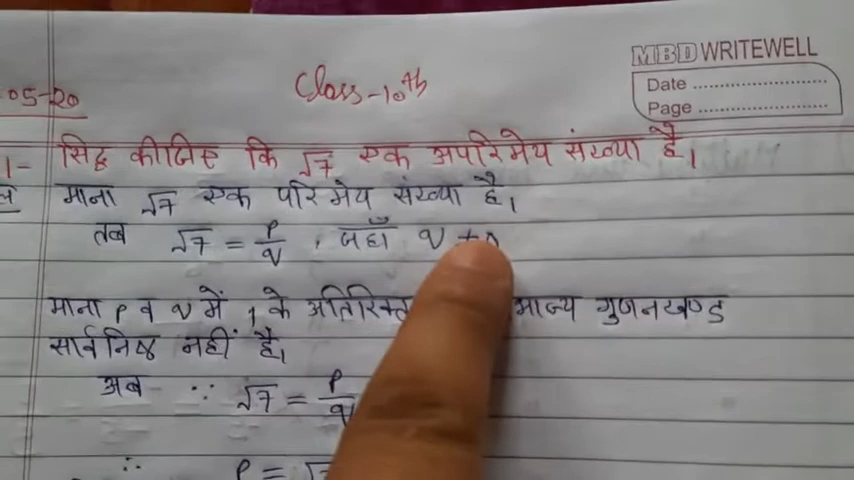 MBD WRITEWELL
Date
Page
05-20
Class-10th
1- सिद्ध कीजिए कि √7 एक अपरिमेय संख्या है।
माना √7 एक परिमेय संख्या है।
तब √7 = p/q , जहाँ q ≠
माना p व q में 1 के अतिरिक्त भाज्य गुणनखण्ड
सार्वनिष्ठ नहीं है।
अब ∵ √7 = p/q
∴ p = √7